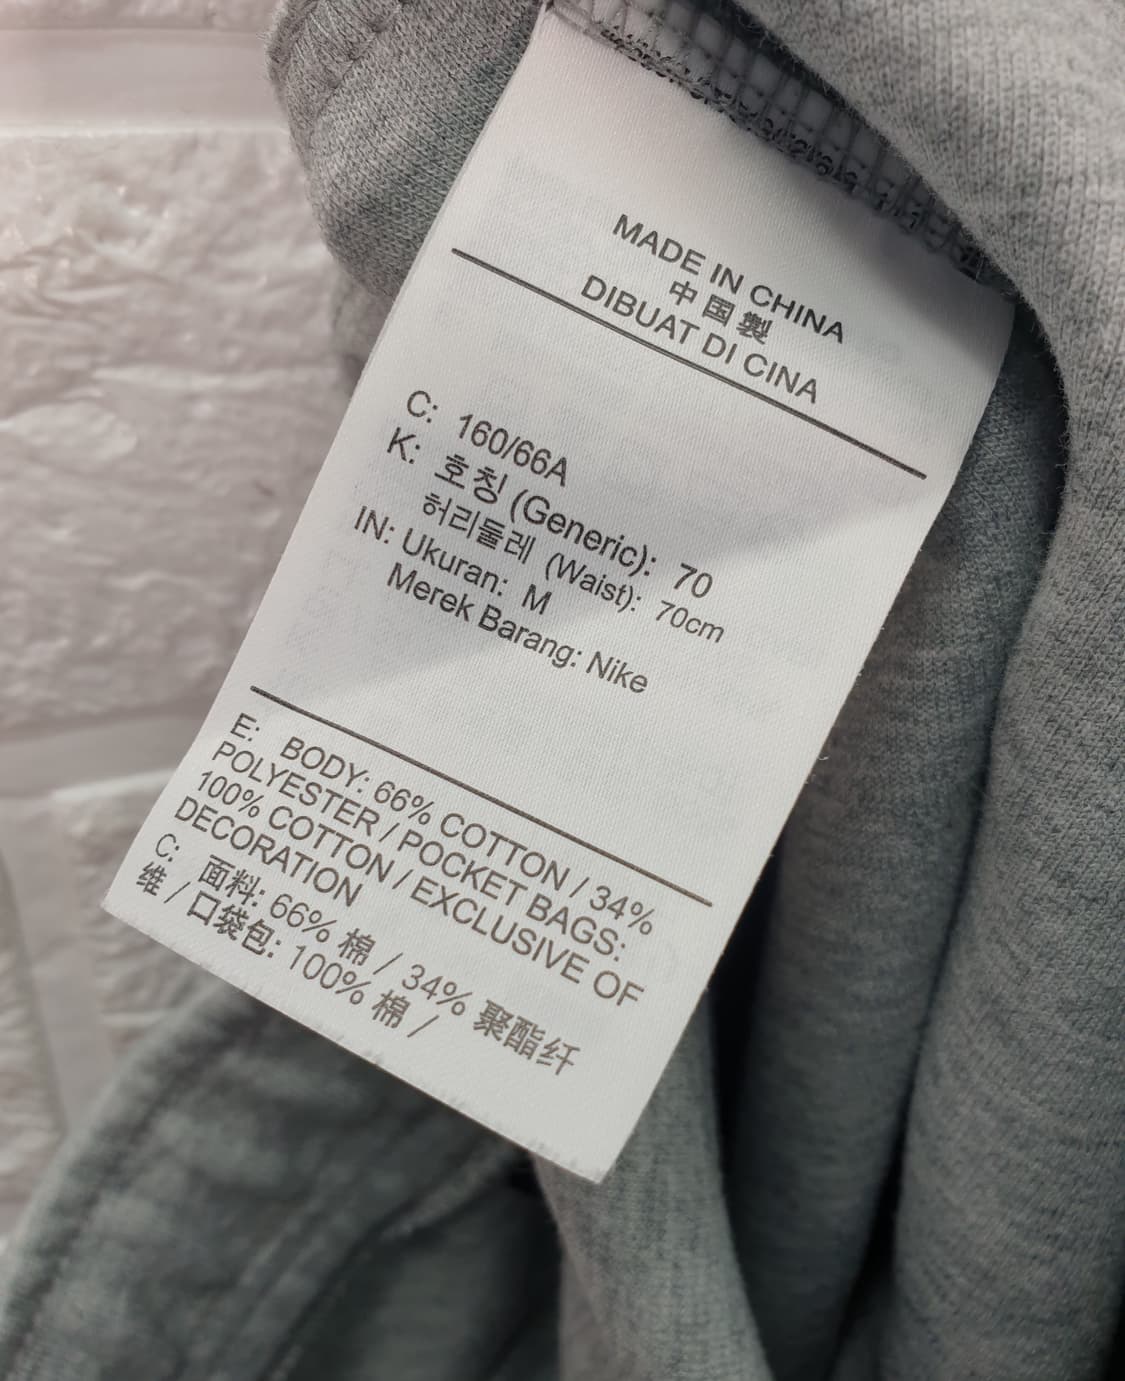 MADE IN CHINA
中国製
DIBUAT DI CINA
C: 160/66A
K: 호칭 (Generic): 70
허리둘레 (Waist): 70cm
IN: Ukuran: M
Merek Barang: Nike
E: BODY: 66% COTTON / 34%
POLYESTER / POCKET BAGS:
100% COTTON / EXCLUSIVE OF
DECORATION
C: 面料: 66% 棉 / 34% 聚酯纤
维 / 口袋包: 100% 棉 /